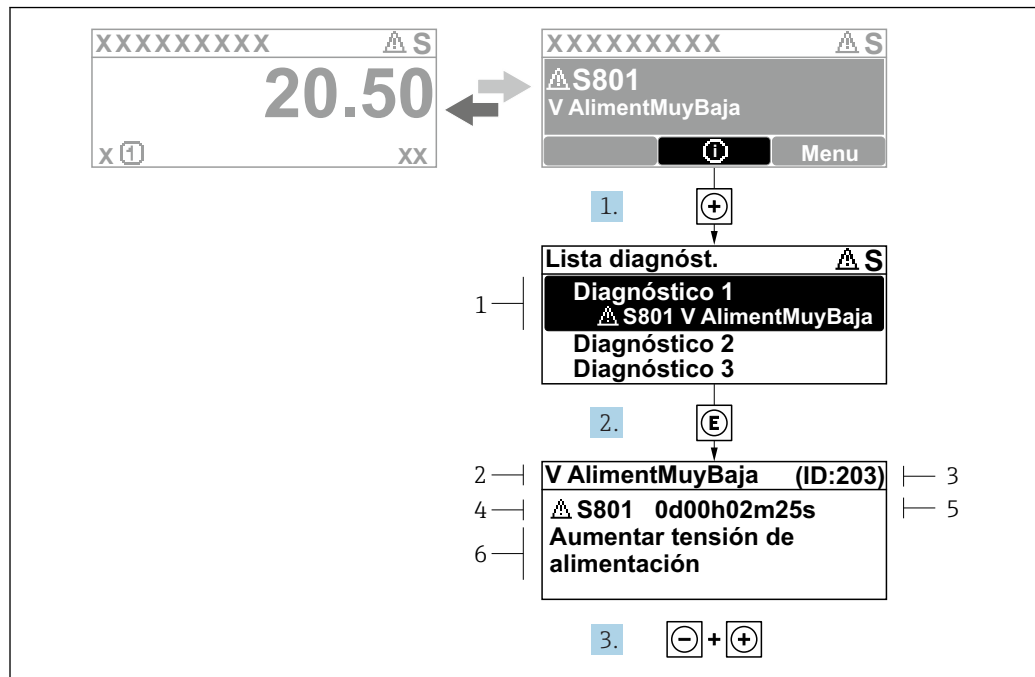 XXXXXXXXX ⚠ S
20.50
X ① XX
XXXXXXXXX ⚠ S
⚠ S801
V AlimentMuyBaja
ⓘ Menu
1. +
Lista diagnóst. ⚠ S
1
Diagnóstico 1
⚠ S801 V AlimentMuyBaja
Diagnóstico 2
Diagnóstico 3
2. E
2 V AlimentMuyBaja (ID:203) 3
4 ⚠ S801 0d00h02m25s 5
6 Aumentar tensión de
alimentación
3. - + +